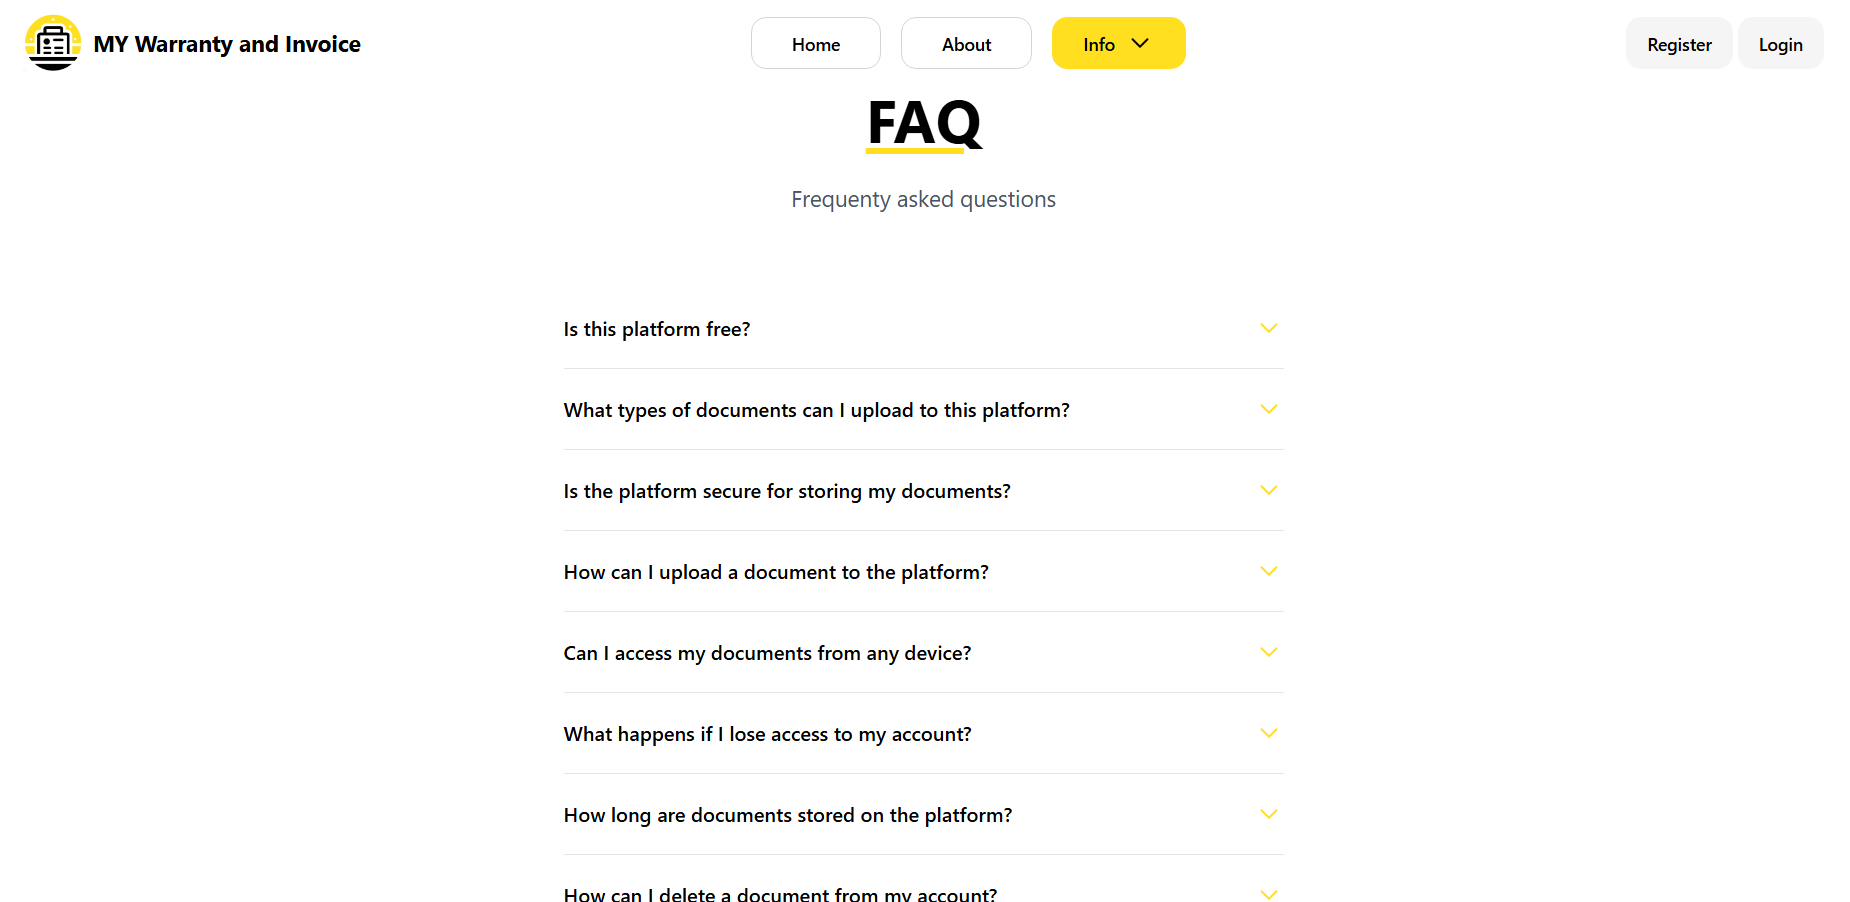 MY Warranty and Invoice
Home
About
Info
Register
Login
FAQ
Frequenty asked questions
Is this platform free?
What types of documents can I upload to this platform?
Is the platform secure for storing my documents?
How can I upload a document to the platform?
Can I access my documents from any device?
What happens if I lose access to my account?
How long are documents stored on the platform?
How can I delete a document from my account?